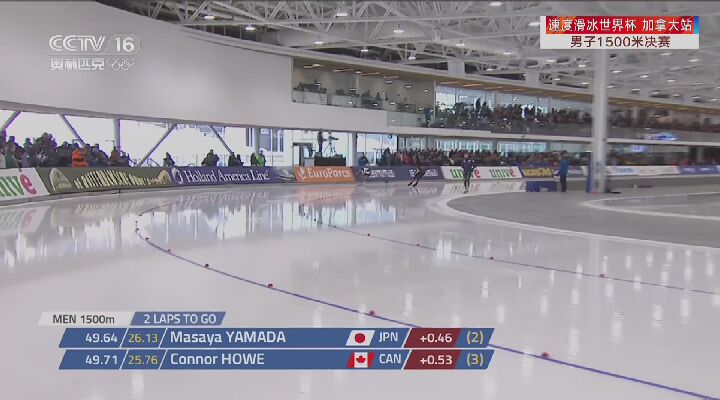 CCTV 16
奥林匹克
速度滑冰世界杯 加拿大站
男子1500米决赛
unive
Holland America Line
EuroParcs
unive
MEN 1500m 2 LAPS TO GO
49.64 26.13 Masaya YAMADA JPN +0.46 (2)
49.71 25.76 Connor HOWE CAN +0.53 (3)